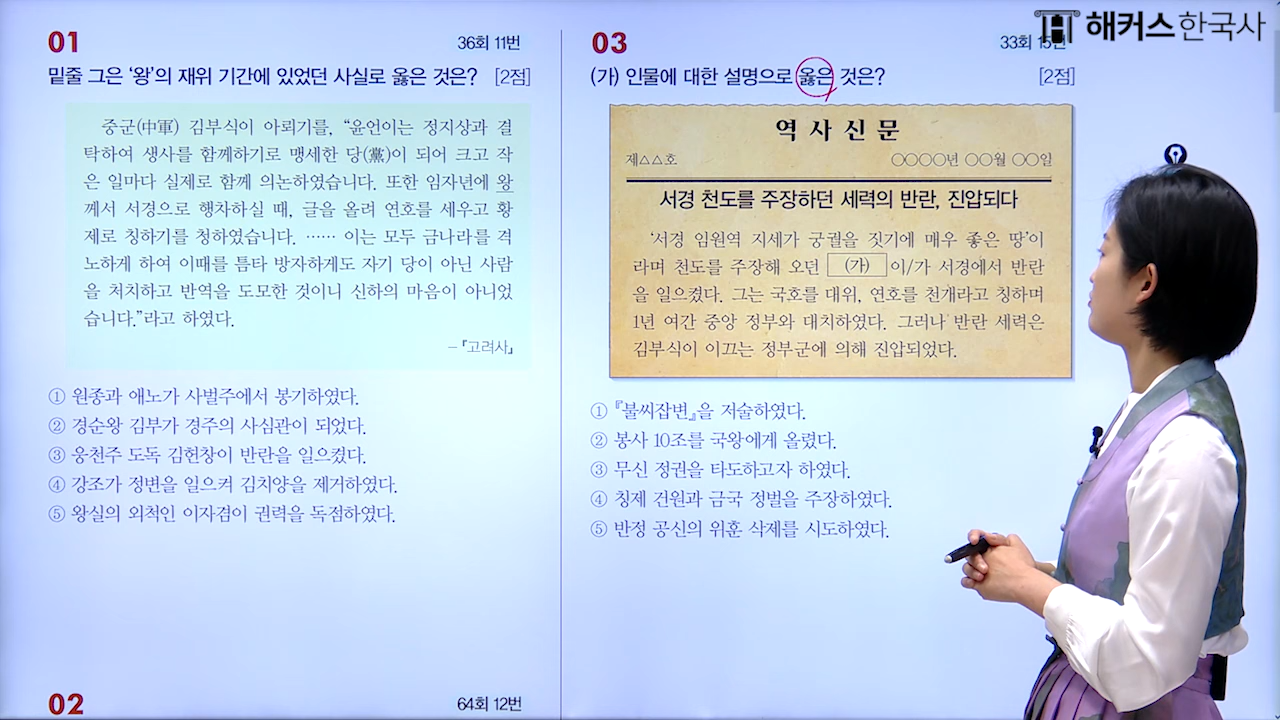 01
36회 11번
밑줄 그은 '왕'의 재위 기간에 있었던 사실로 옳은 것은? [2점]
중군(中軍) 김부식이 아뢰기를, "윤언이는 정지상과 결
탁하여 생사를 함께하기로 맹세한 당(黨)이 되어 크고 작
은 일마다 실제로 함께 의논하였습니다. 또한 임자년에 왕
께서 서경으로 행차하실 때, 글을 올려 연호를 세우고 황
제로 칭하기를 청하였습니다. …… 이는 모두 금나라를 격
노하게 하여 이때를 틈타 방자하게도 자기 당이 아닌 사람
을 처치하고 반역을 도모한 것이니 신하의 마음이 아니었
습니다."라고 하였다.
- 『고려사』
① 원종과 애노가 사벌주에서 봉기하였다.
② 경순왕 김부가 경주의 사심관이 되었다.
③ 웅천주 도독 김헌창이 반란을 일으켰다.
④ 강조가 정변을 일으켜 김치양을 제거하였다.
⑤ 왕실의 외척인 이자겸이 권력을 독점하였다.
02
64회 12번
03
33회 15번
(가) 인물에 대한 설명으로 옳은 것은? [2점]
역사신문
제△△호 ○○○○년 ○○월 ○○일
서경 천도를 주장하던 세력의 반란, 진압되다
'서경 임원역 지세가 궁궐을 짓기에 매우 좋은 땅'이
라며 천도를 주장해 오던 (가) 이/가 서경에서 반란
을 일으켰다. 그는 국호를 대위, 연호를 천개라고 칭하며
1년 여간 중앙 정부와 대치하였다. 그러나 반란 세력은
김부식이 이끄는 정부군에 의해 진압되었다.
① 『불씨잡변』을 저술하였다.
② 봉사 10조를 국왕에게 올렸다.
③ 무신 정권을 타도하고자 하였다.
④ 칭제 건원과 금국 정벌을 주장하였다.
⑤ 반정 공신의 위훈 삭제를 시도하였다.
해커스한국사